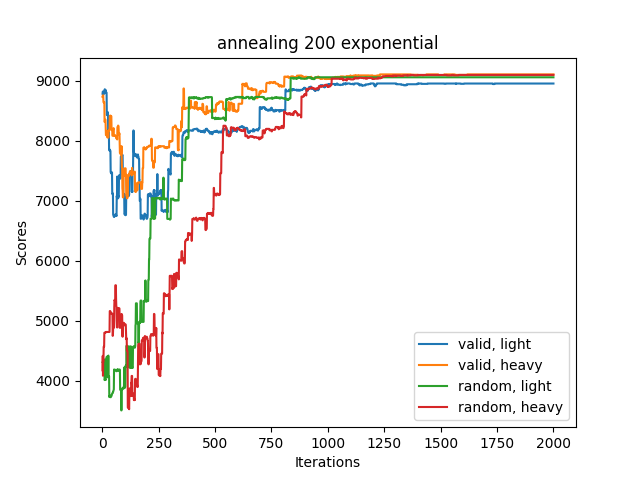 annealing 200 exponential
Scores
9000
8000
7000
6000
5000
4000
valid, light
valid, heavy
random, light
random, heavy
0
250
500
750
1000
1250
1500
1750
2000
Iterations